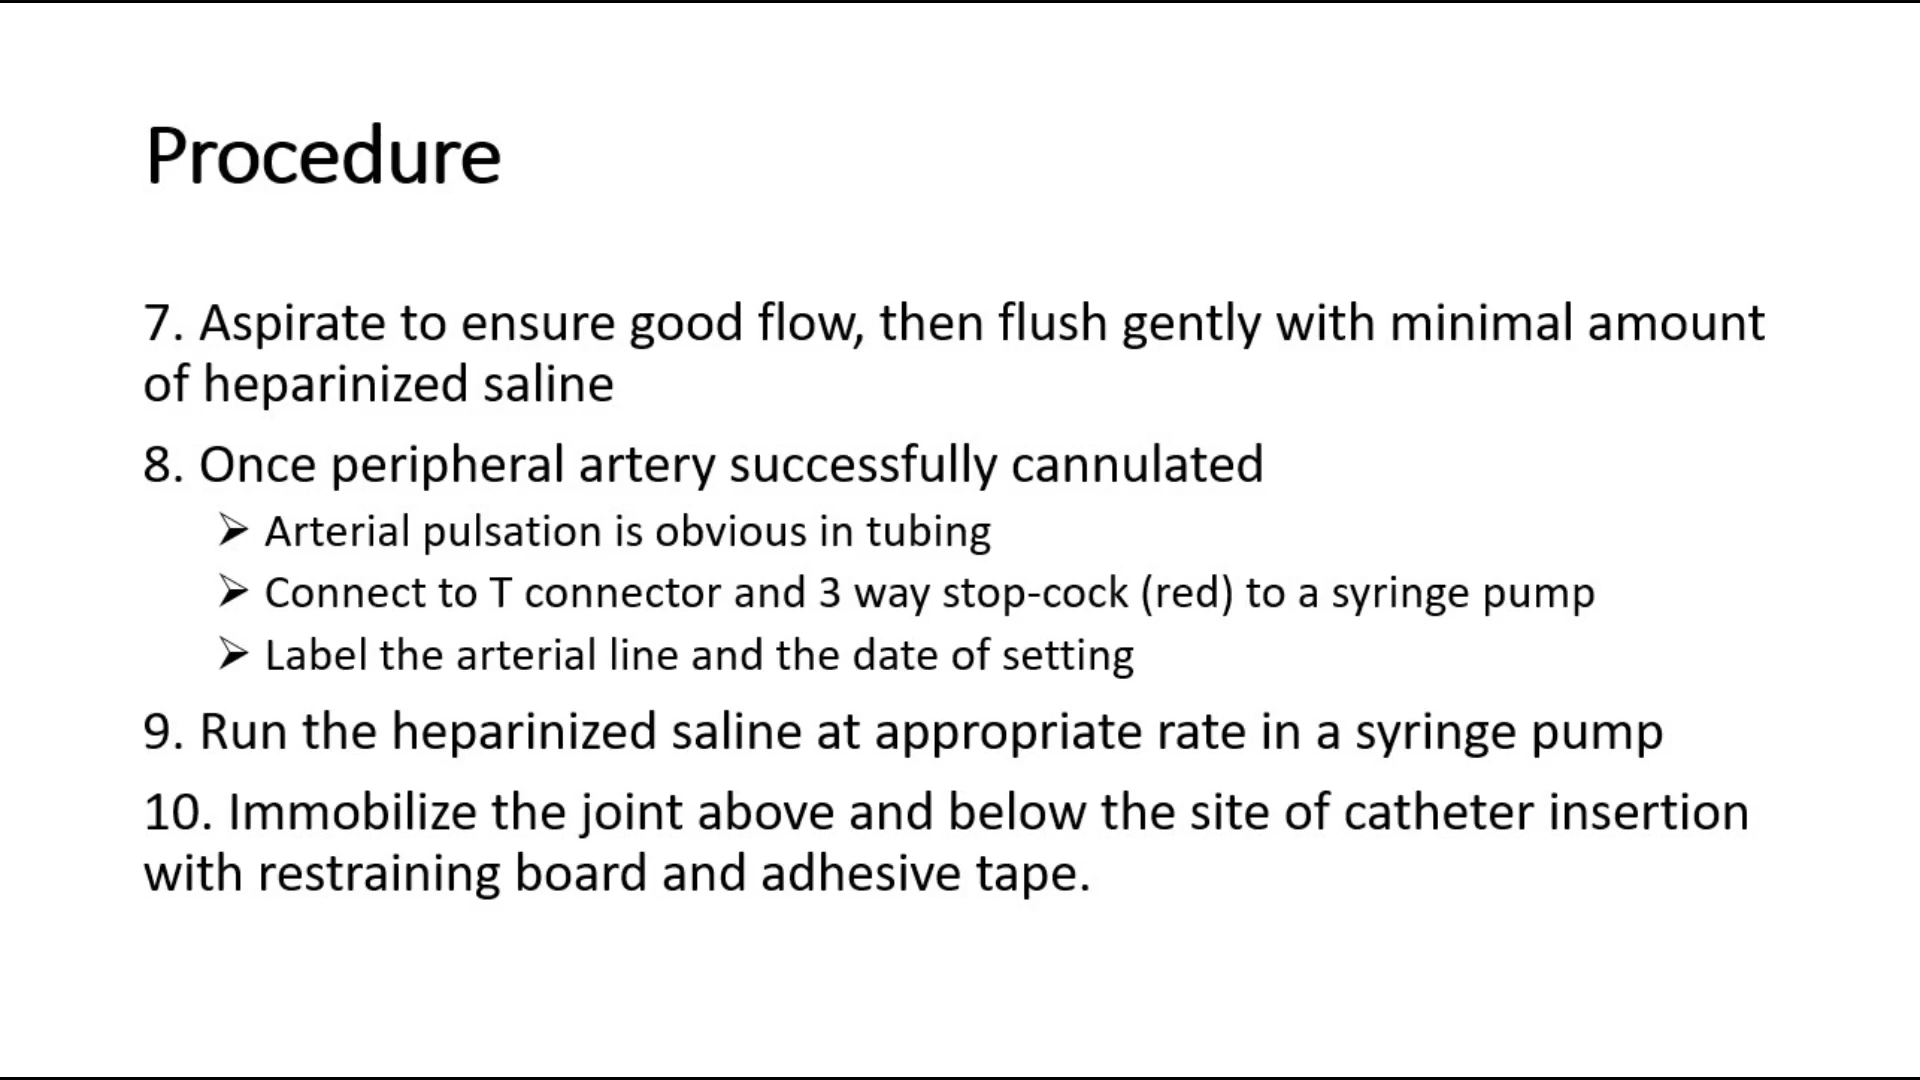 Procedure
7. Aspirate to ensure good flow, then flush gently with minimal amount
of heparinized saline
8. Once peripheral artery successfully cannulated
➢ Arterial pulsation is obvious in tubing
➢ Connect to T connector and 3 way stop-cock (red) to a syringe pump
➢ Label the arterial line and the date of setting
9. Run the heparinized saline at appropriate rate in a syringe pump
10. Immobilize the joint above and below the site of catheter insertion
with restraining board and adhesive tape.